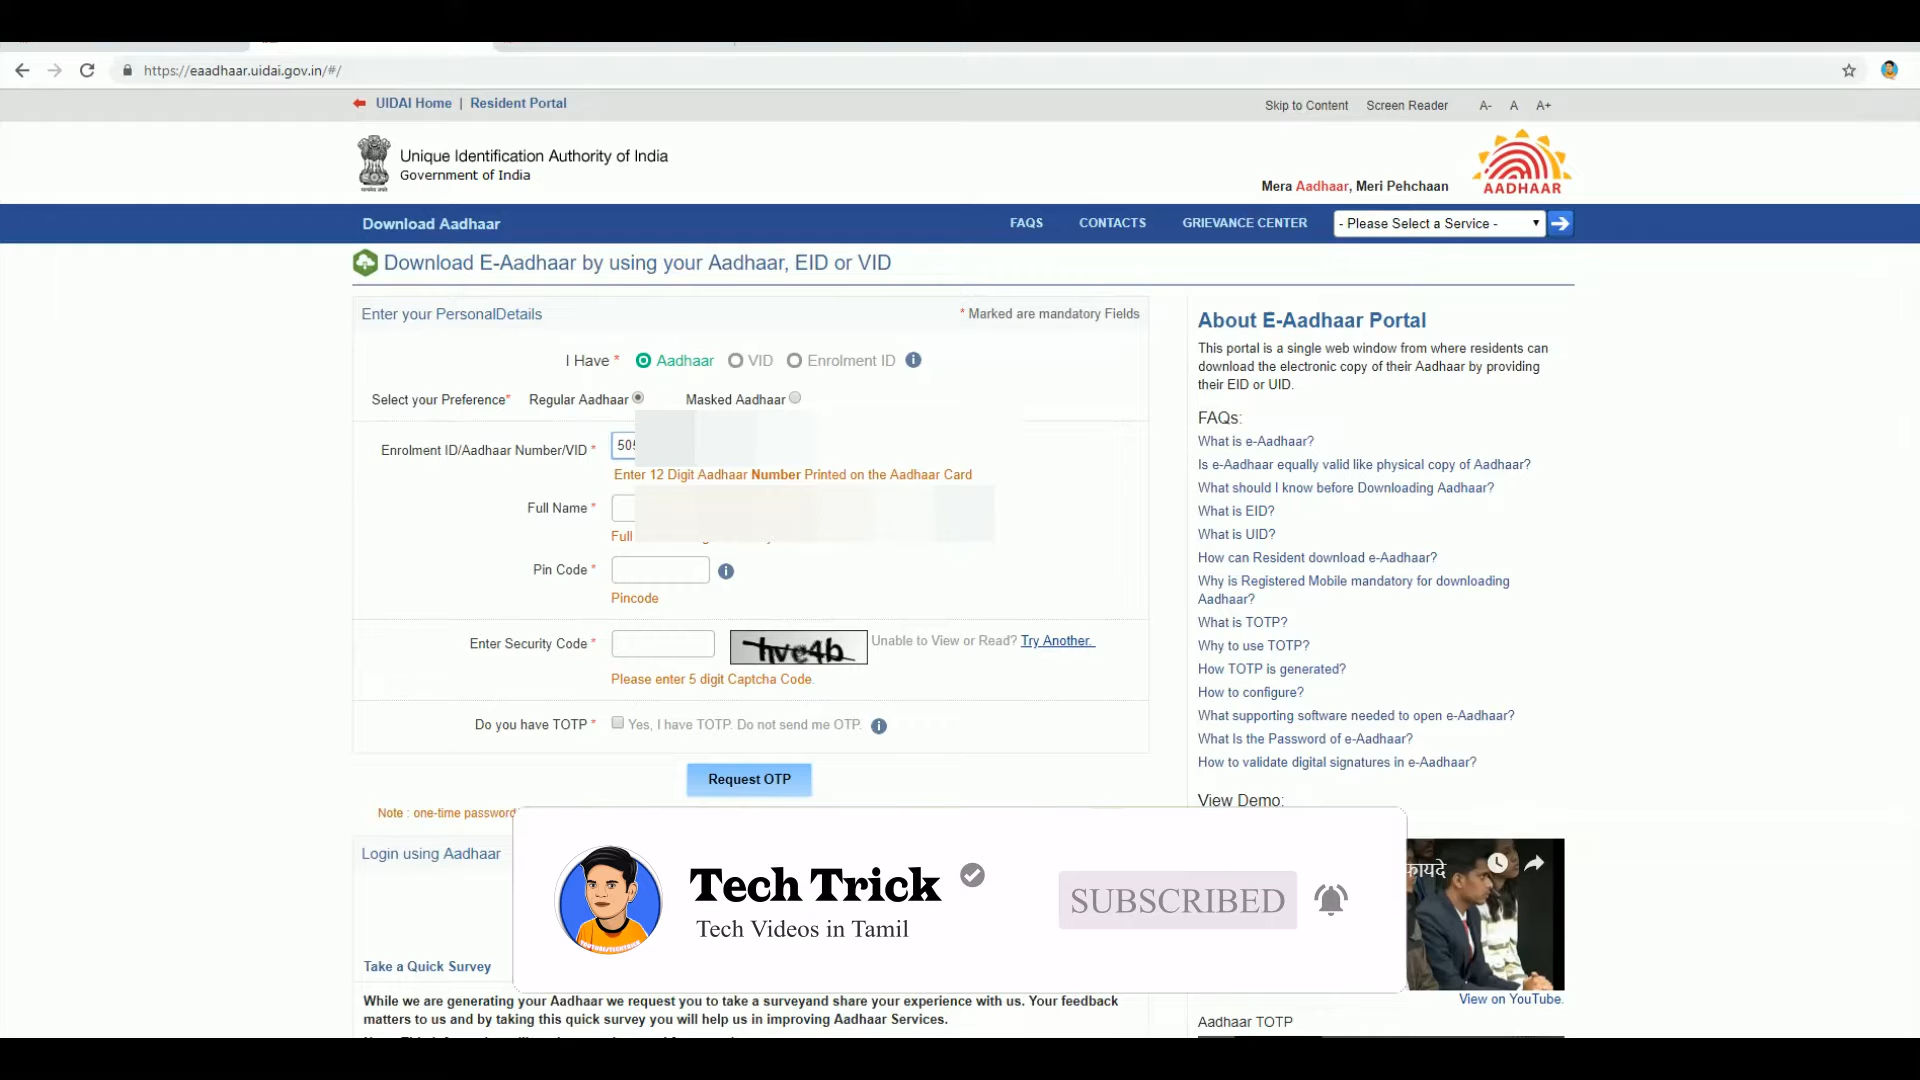 https://eaadhaar.uidai.gov.in/#/
UIDAI Home | Resident Portal
Skip to Content Screen Reader A- A A+
Unique Identification Authority of India
Government of India
Mera Aadhaar, Meri Pehchaan
AADHAAR
Download Aadhaar
FAQS CONTACTS GRIEVANCE CENTER - Please Select a Service -
Download E-Aadhaar by using your Aadhaar, EID or VID
Enter your PersonalDetails
* Marked are mandatory Fields
I Have * Aadhaar VID Enrolment ID
Select your Preference* Regular Aadhaar Masked Aadhaar
Enrolment ID/Aadhaar Number/VID * 505
Enter 12 Digit Aadhaar Number Printed on the Aadhaar Card
Full Name *
Full
Pin Code *
Pincode
Enter Security Code * hve4b Unable to View or Read? Try Another.
Please enter 5 digit Captcha Code.
Do you have TOTP * Yes, I have TOTP. Do not send me OTP.
Request OTP
Note : one-time password
Login using Aadhaar
Take a Quick Survey
While we are generating your Aadhaar we request you to take a surveyand share your experience with us. Your feedback
matters to us and by taking this quick survey you will help us in improving Aadhaar Services.
About E-Aadhaar Portal
This portal is a single web window from where residents can
download the electronic copy of their Aadhaar by providing
their EID or UID.
FAQs:
What is e-Aadhaar?
Is e-Aadhaar equally valid like physical copy of Aadhaar?
What should I know before Downloading Aadhaar?
What is EID?
What is UID?
How can Resident download e-Aadhaar?
Why is Registered Mobile mandatory for downloading
Aadhaar?
What is TOTP?
Why to use TOTP?
How TOTP is generated?
How to configure?
What supporting software needed to open e-Aadhaar?
What Is the Password of e-Aadhaar?
How to validate digital signatures in e-Aadhaar?
View Demo:
फायदे
View on YouTube.
Aadhaar TOTP
Tech Trick
Tech Videos in Tamil
SUBSCRIBED